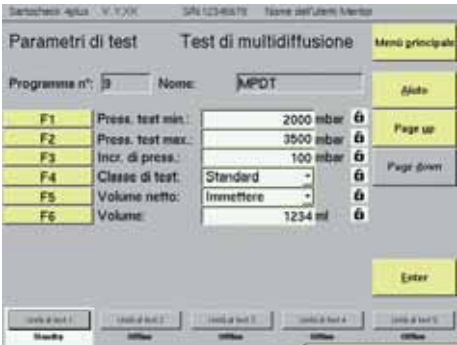 Sartocheck 4plus V. Y.XX S/N 12345678 Nome dell'utente Mentor
Parametri di test Test di multidiffusione Menù principale
Programma n°: 9 Nome: MPDT Aiuto
F1 Press. test min.: 2000 mbar
F2 Press. test max.: 3500 mbar Page up
F3 Incr. di press.: 100 mbar
F4 Classe di test: Standard Page down
F5 Volume netto: Immettere
F6 Volume: 1234 ml
Enter
Unità di test 1 Unità di test 2 Unità di test 3 Unità di test 4 Unità di test 5
Standby Offline Offline Offline Offline